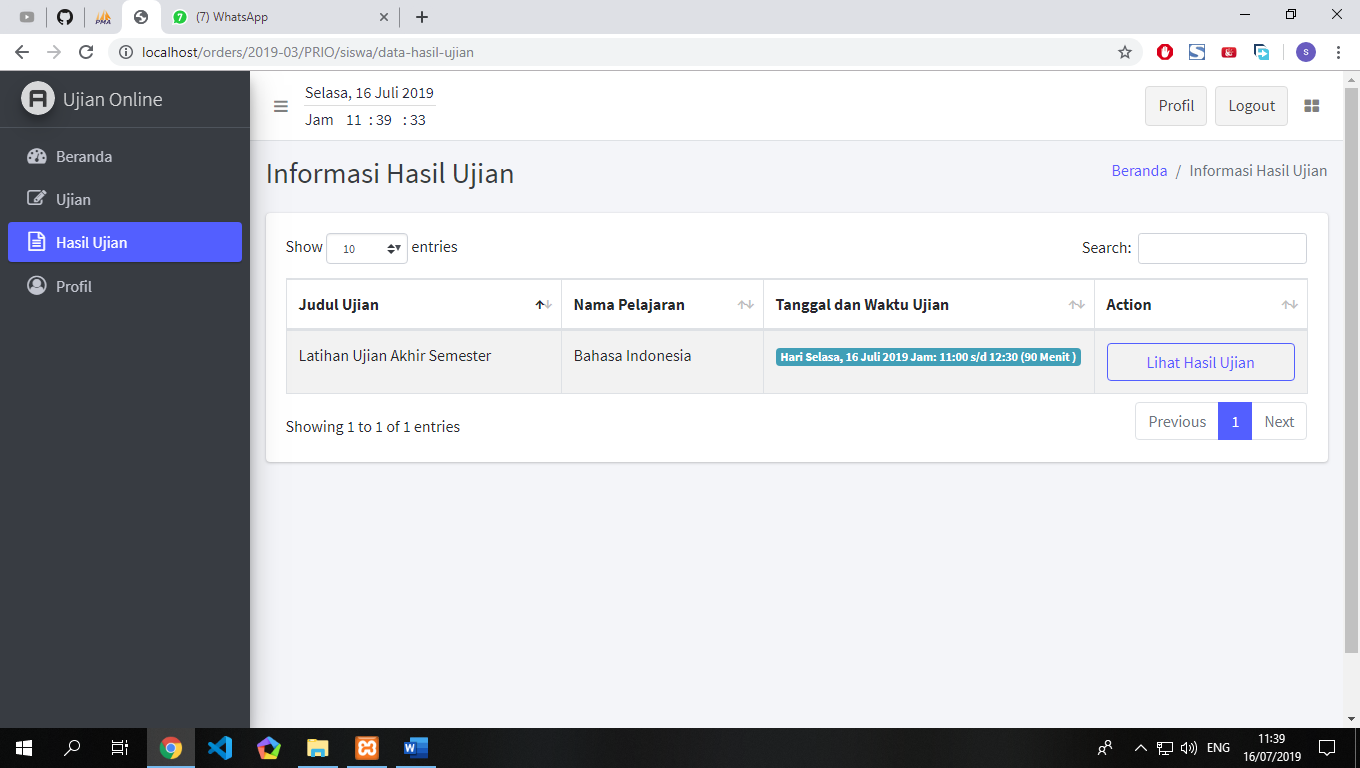 (7) WhatsApp
localhost/orders/2019-03/PRIO/siswa/data-hasil-ujian
Ujian Online
Beranda
Ujian
Hasil Ujian
Profil
Selasa, 16 Juli 2019
Jam 11 : 39 : 33
Profil Logout
Informasi Hasil Ujian
Beranda / Informasi Hasil Ujian
Show 10 entries
Search:
Judul Ujian Nama Pelajaran Tanggal dan Waktu Ujian Action
Latihan Ujian Akhir Semester Bahasa Indonesia Hari Selasa, 16 Juli 2019 Jam: 11:00 s/d 12:30 (90 Menit ) Lihat Hasil Ujian
Showing 1 to 1 of 1 entries
Previous 1 Next
ENG
11:39
16/07/2019